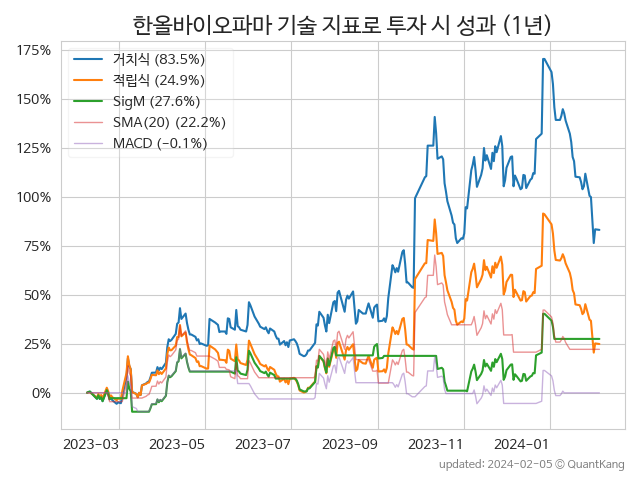 한올바이오파마 기술 지표로 투자 시 성과 (1년)
175%
150%
125%
100%
75%
50%
25%
0%
거치식 (83.5%)
적립식 (24.9%)
SigM (27.6%)
SMA(20) (22.2%)
MACD (−0.1%)
2023−03
2023−05
2023−07
2023−09
2023−11
2024−01
updated: 2024-02-05 © QuantKang